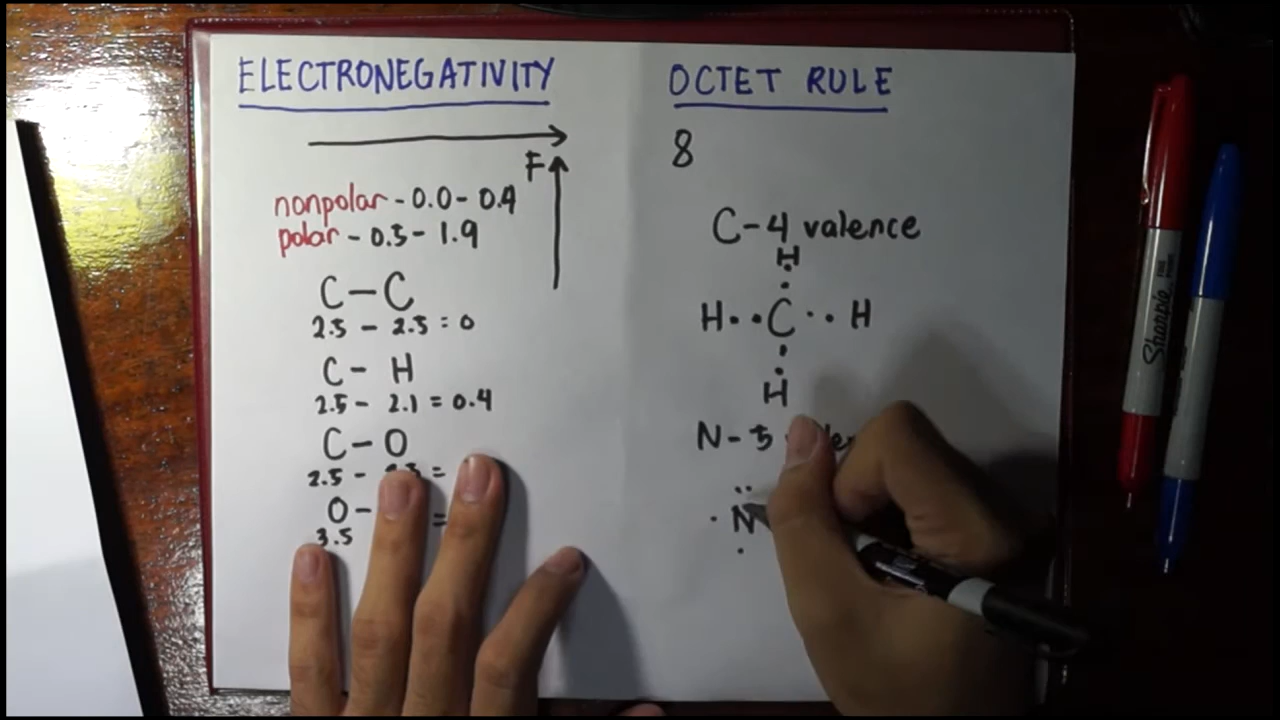 ELECTRONEGATIVITY
F
nonpolar - 0.0 - 0.4
polar - 0.5 - 1.9
C - C
2.5 - 2.5 = 0
C - H
2.5 - 2.1 = 0.4
C - O
2.5 - =
O -
3.5 =
OCTET RULE
8
C - 4 valence
H
H · · C · · H
H
N - 5
N
Sharpie